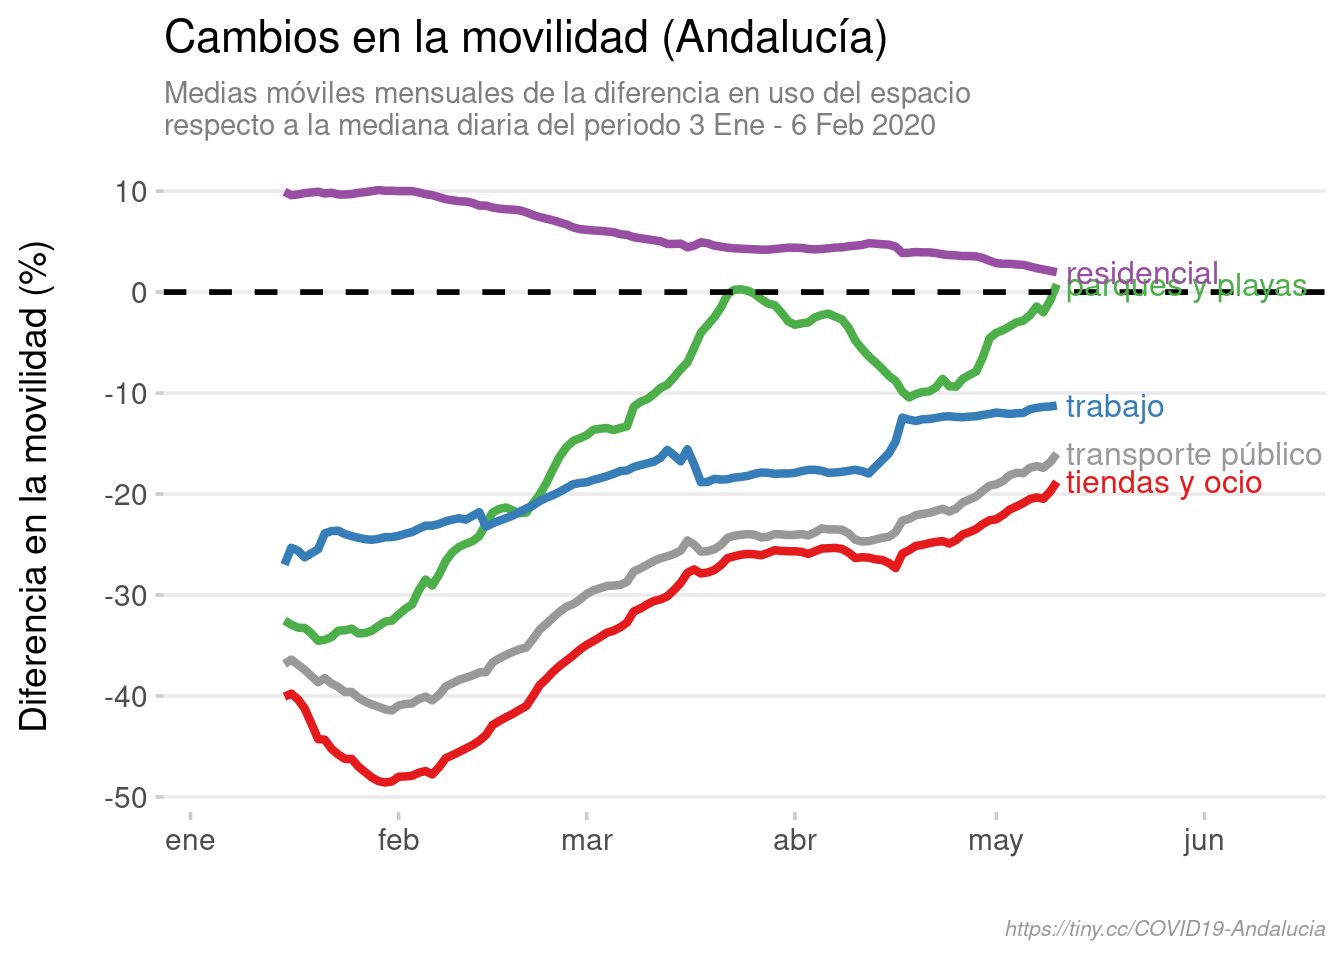 Cambios en la movilidad (Andalucía)
Medias móviles mensuales de la diferencia en uso del espacio
respecto a la mediana diaria del periodo 3 Ene - 6 Feb 2020
Diferencia en la movilidad (%)
10
0
-10
-20
-30
-40
-50
residencial
parques y playas
trabajo
transporte público
tiendas y ocio
ene
feb
mar
abr
may
jun
https://tiny.cc/COVID19-Andalucia